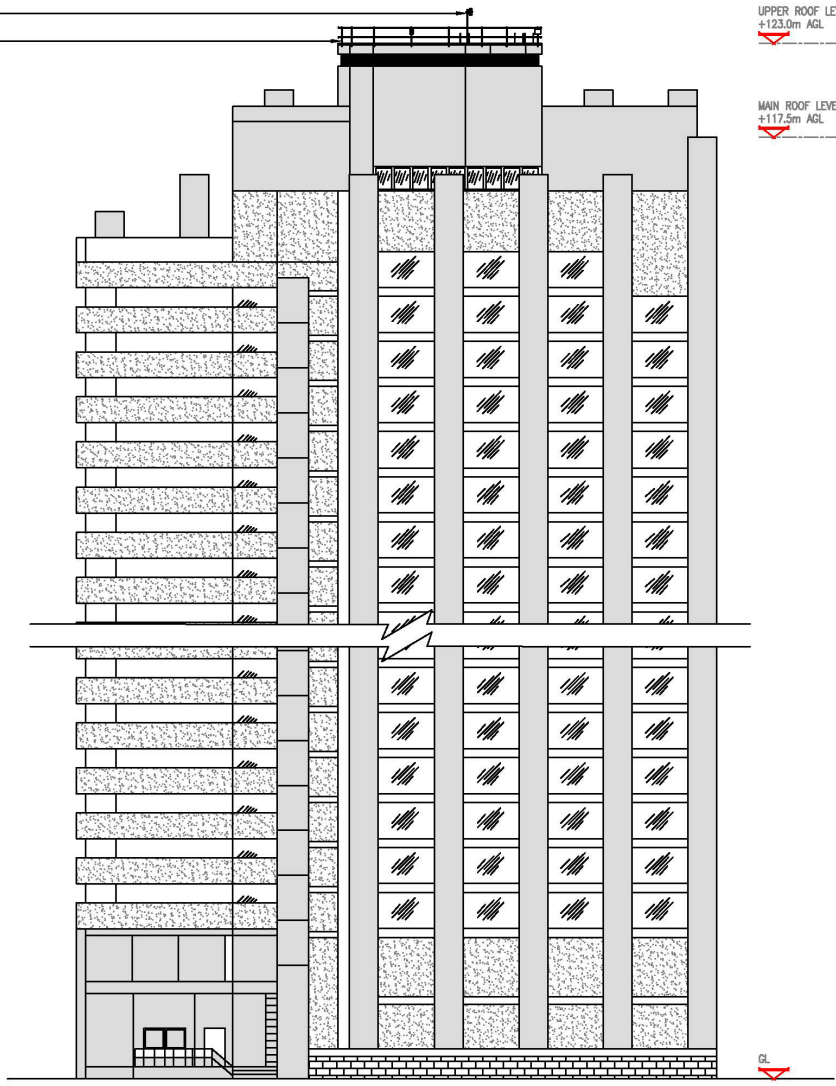 UPPER ROOF LE
+123.0m AGL
MAIN ROOF LEVE
+117.5m AGL
GL